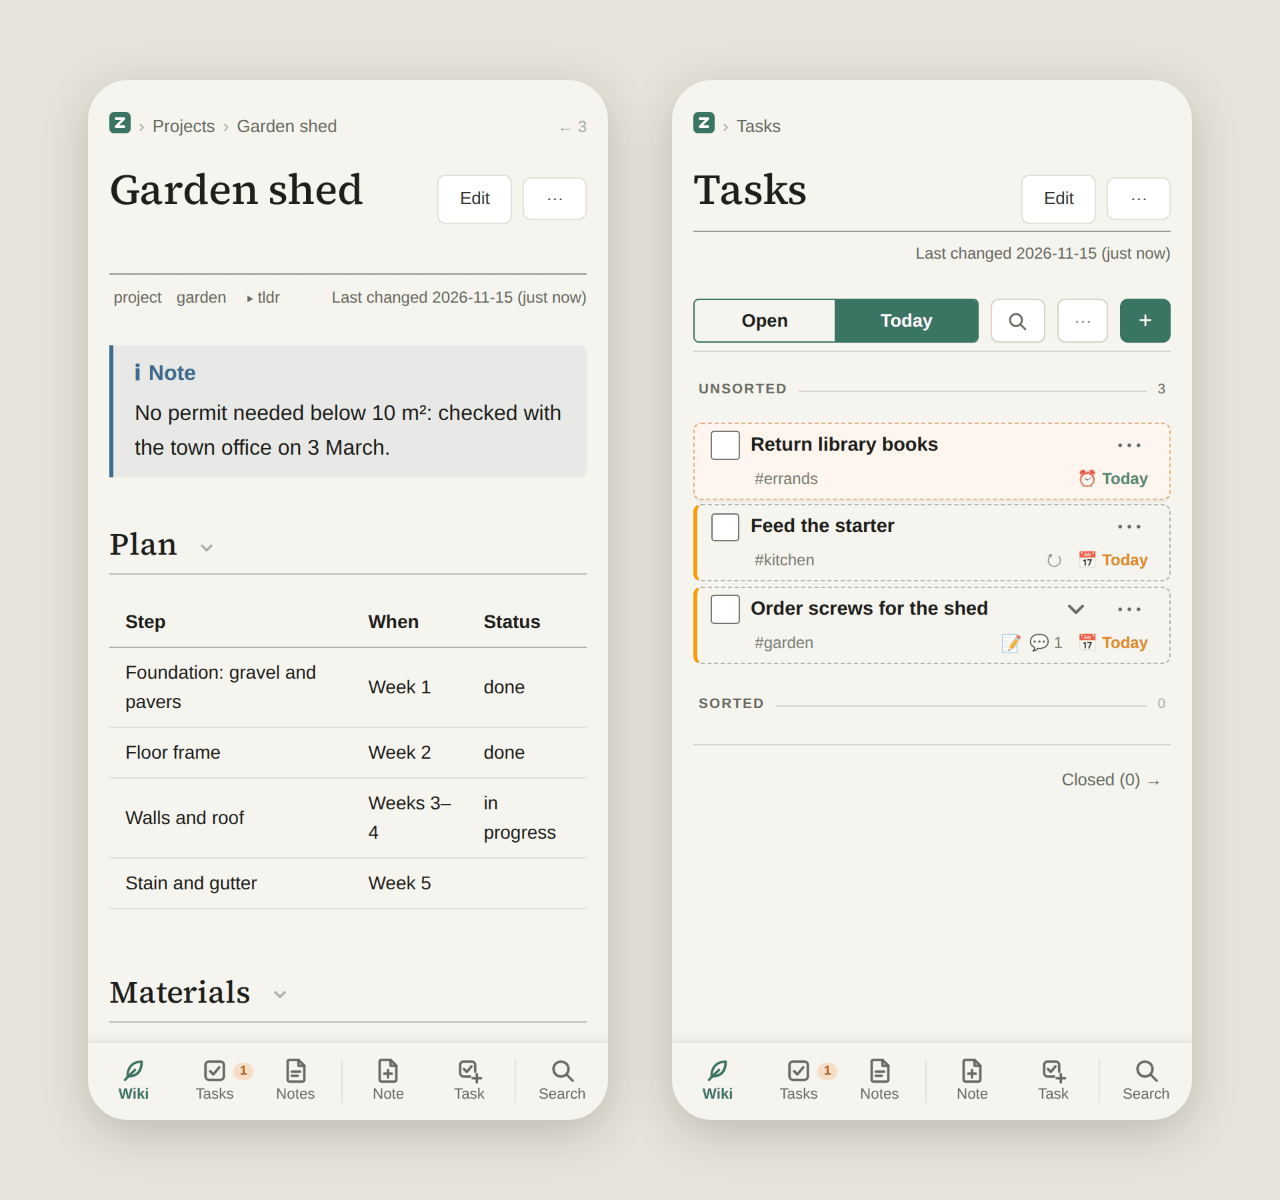 Z › Projects › Garden shed ← 3
Garden shed Edit ···
project garden ▸ tldr Last changed 2026-11-15 (just now)
i Note
No permit needed below 10 m²: checked with
the town office on 3 March.
Plan
Step When Status
Foundation: gravel and
pavers
Week 1 done
Floor frame Week 2 done
Walls and roof
Weeks 3–
4
in
progress
Stain and gutter Week 5
Materials
Wiki Tasks 1 Notes Note Task Search
Z › Tasks
Tasks Edit ···
Last changed 2026-11-15 (just now)
Open Today ··· +
UNSORTED 3
Return library books
#errands ⏰ Today
Feed the starter
#kitchen 📅 Today
Order screws for the shed
#garden 📝 💬 1 📅 Today
SORTED 0
Closed (0) →
Wiki Tasks 1 Notes Note Task Search